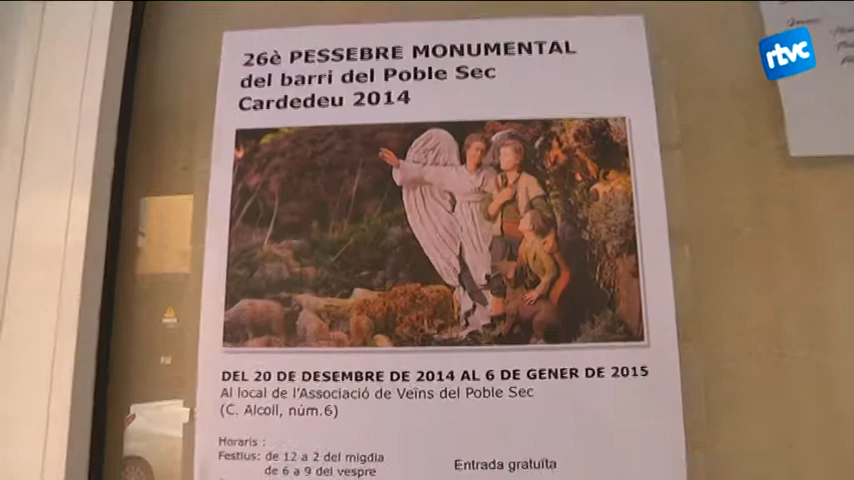 26è PESSEBRE MONUMENTAL
del barri del Poble Sec
Cardedeu 2014
rtvc
DEL 20 DE DESEMBRE DE 2014 AL 6 DE GENER DE 2015
Al local de l'Associació de Veïns del Poble Sec
(C. Alcoll, núm.6)
Horaris :
Festius: de 12 a 2 del migdia
de 6 a 9 del vespre
Entrada gratuïta